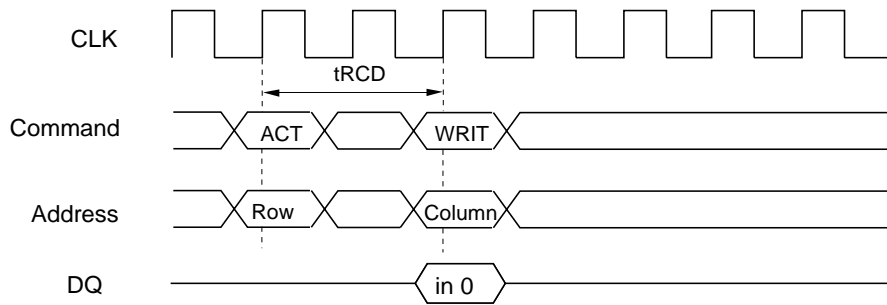 CLK
tRCD
Command ACT WRIT
Address Row Column
DQ in 0